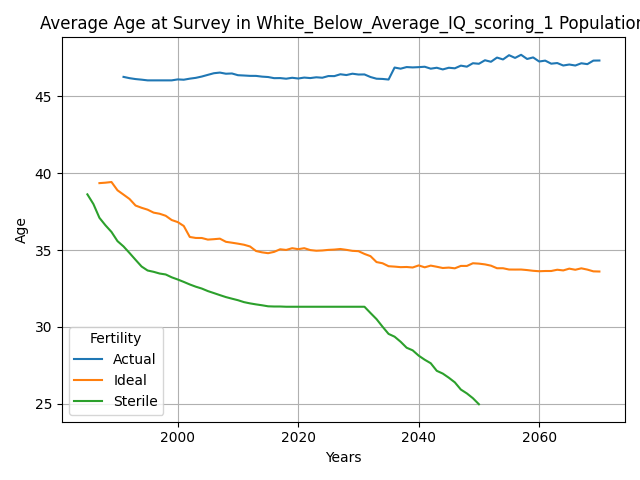 Average Age at Survey in White_Below_Average_IQ_scoring_1 Population
Age
45
40
35
30
25
Fertility
Actual
Ideal
Sterile
2000
2020
2040
2060
Years